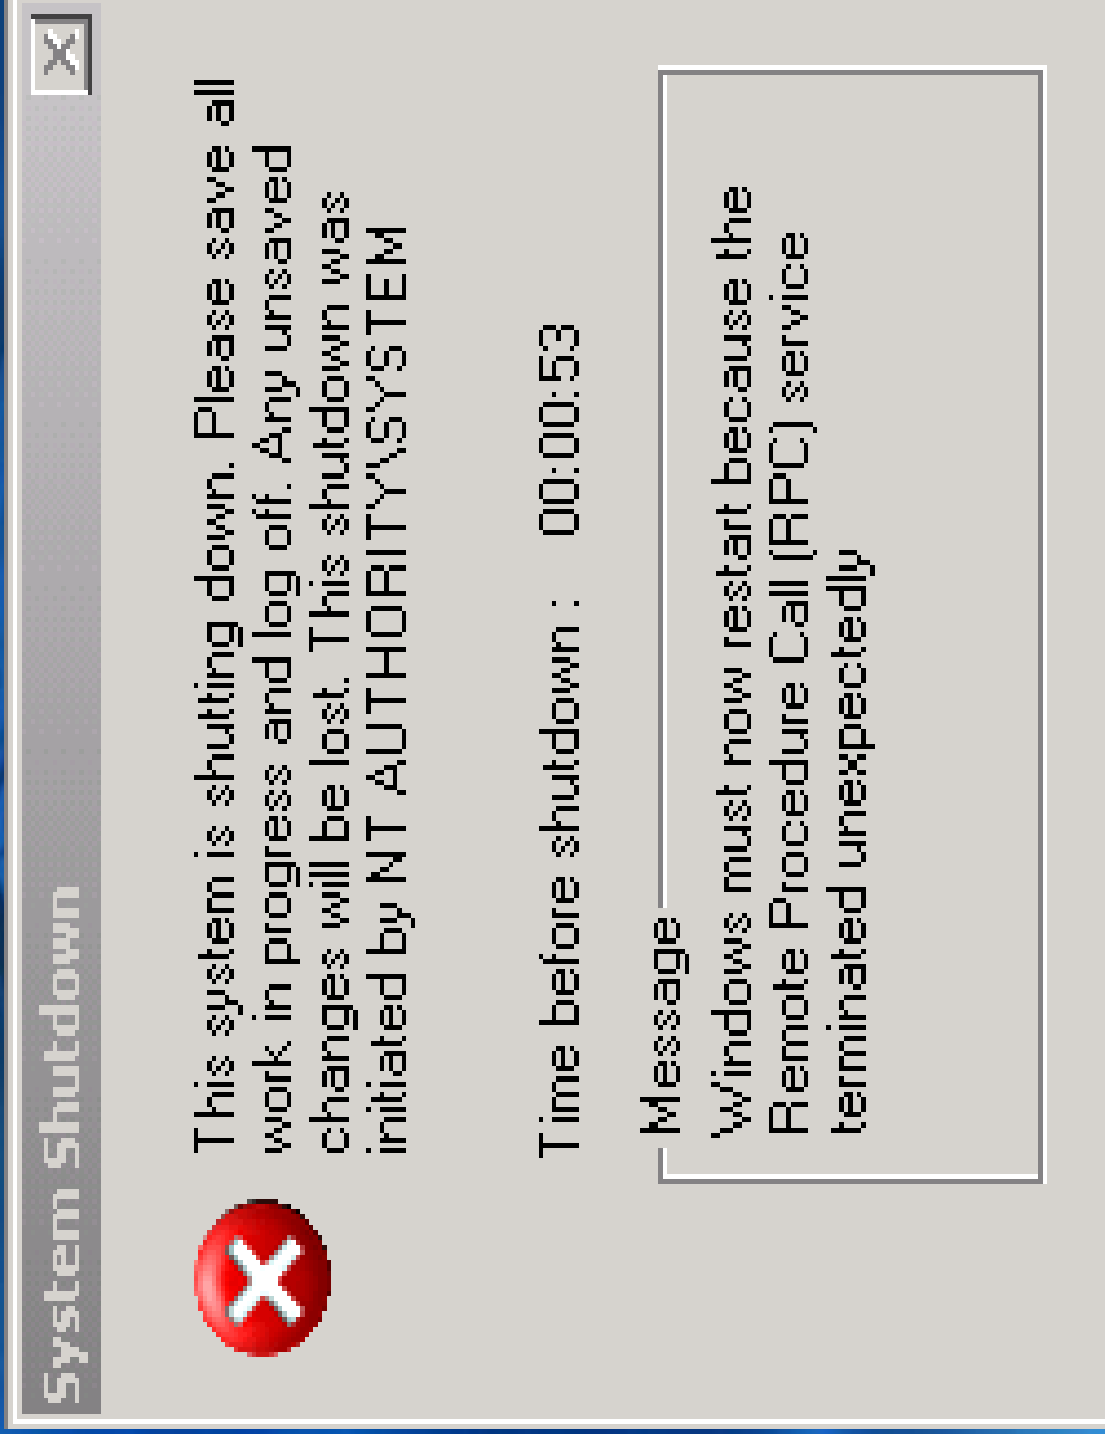 System Shutdown
This system is shutting down. Please save all
work in progress and log off. Any unsaved
changes will be lost. This shutdown was
initiated by NT AUTHORITY\SYSTEM
Time before shutdown : 00:00:53
Message
Windows must now restart because the
Remote Procedure Call (RPC) service
terminated unexpectedly